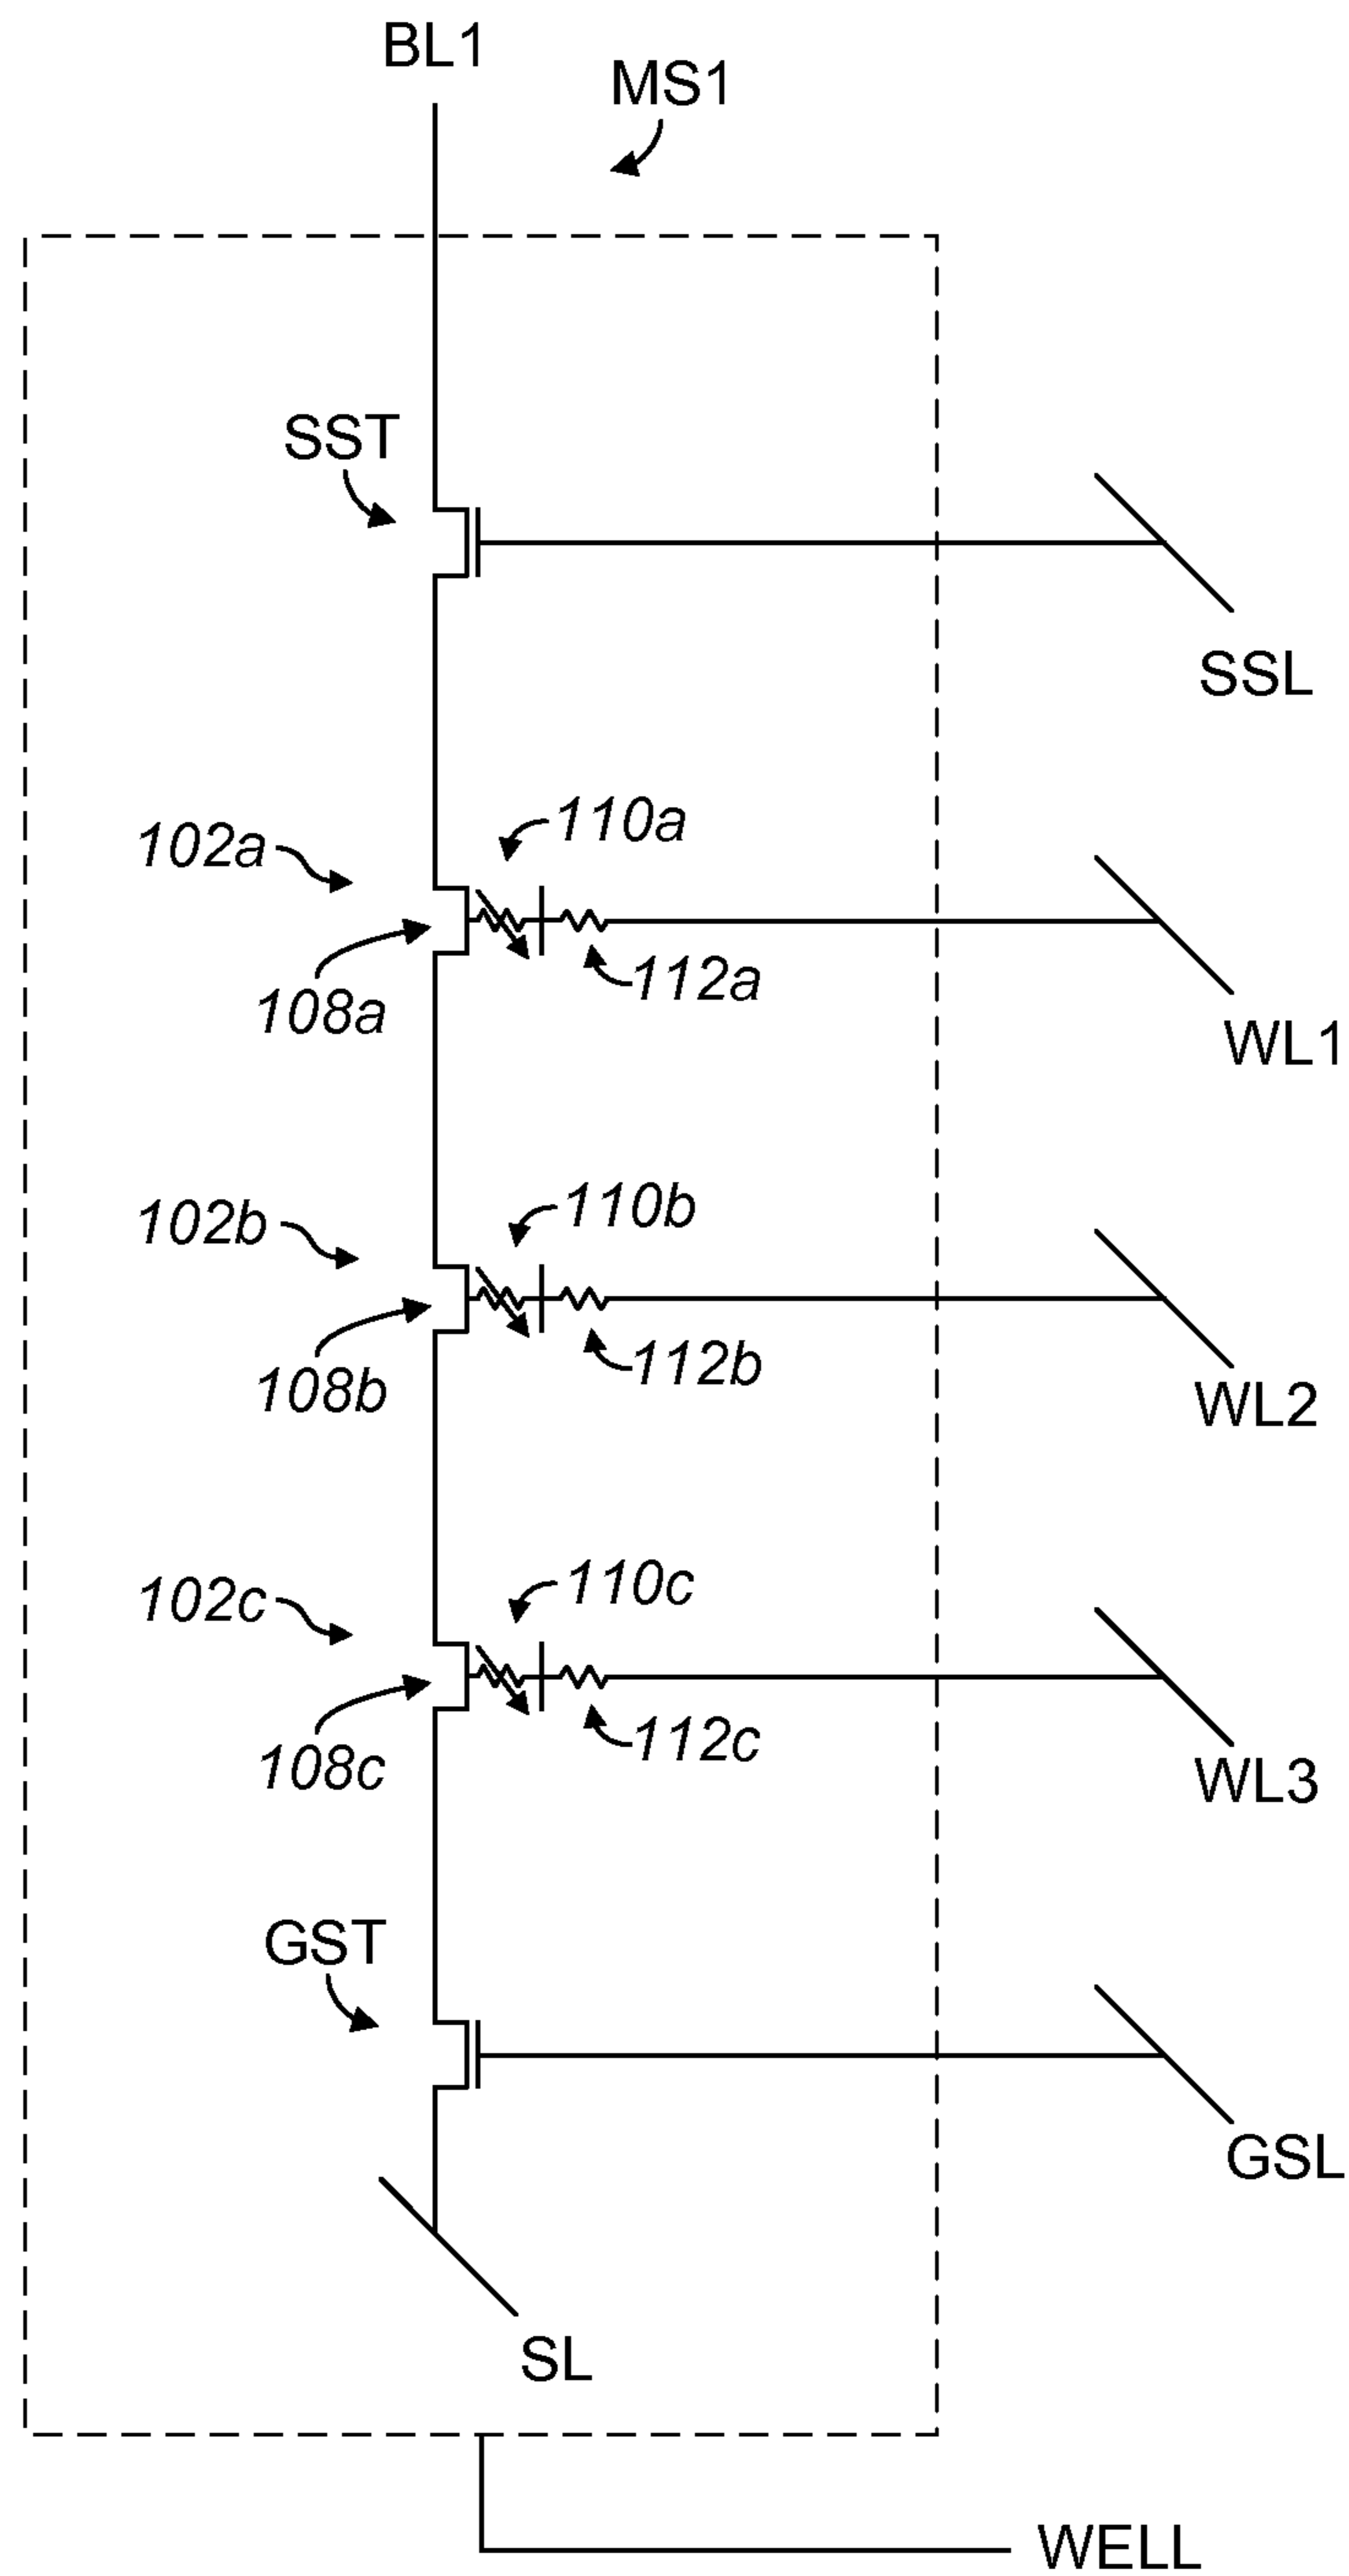 BL1
MS1
SST
SSL
110a
102a
112a
108a
WL1
110b
102b
112b
108b
WL2
110c
102c
112c
108c
WL3
GST
GSL
SL
WELL